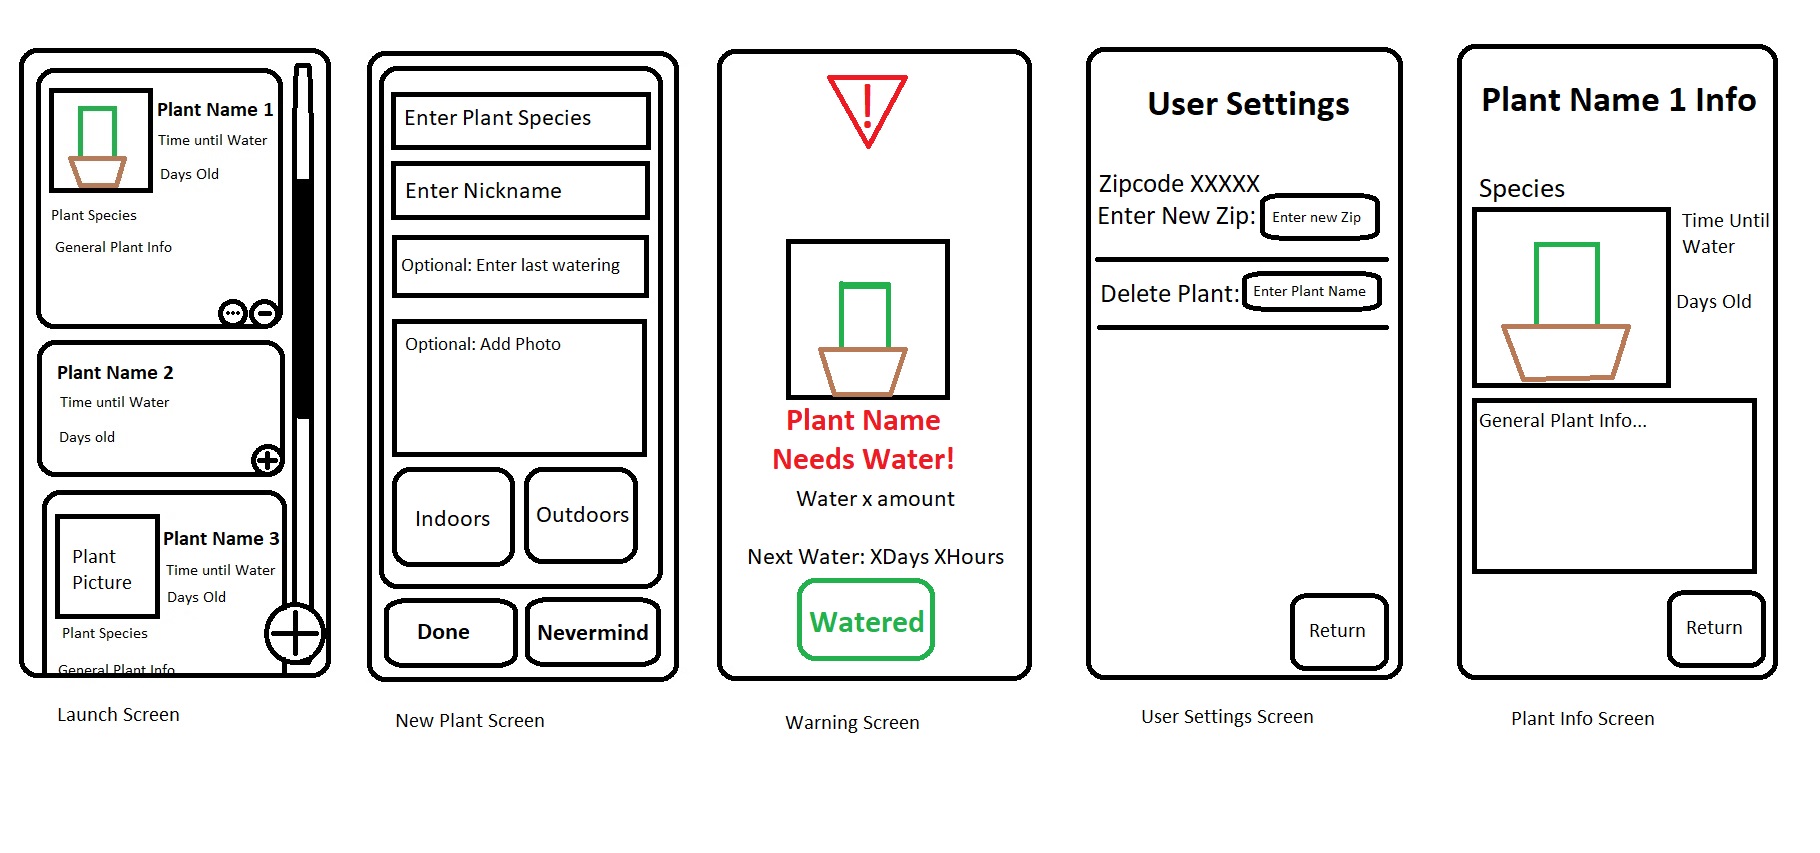 Plant Name 1
Time until Water
Days Old
Plant Species
General Plant Info
Plant Name 2
Time until Water
Days old
Plant
Picture
Plant Name 3
Time until Water
Days Old
Plant Species
General Plant Info
Launch Screen
Enter Plant Species
Enter Nickname
Optional: Enter last watering
Optional: Add Photo
Indoors
Outdoors
Done
Nevermind
New Plant Screen
!
Plant Name
Needs Water!
Water x amount
Next Water: XDays XHours
Watered
Warning Screen
User Settings
Zipcode XXXXX
Enter New Zip: Enter new Zip
Delete Plant: Enter Plant Name
Return
User Settings Screen
Plant Name 1 Info
Species
Time Until
Water
Days Old
General Plant Info...
Return
Plant Info Screen